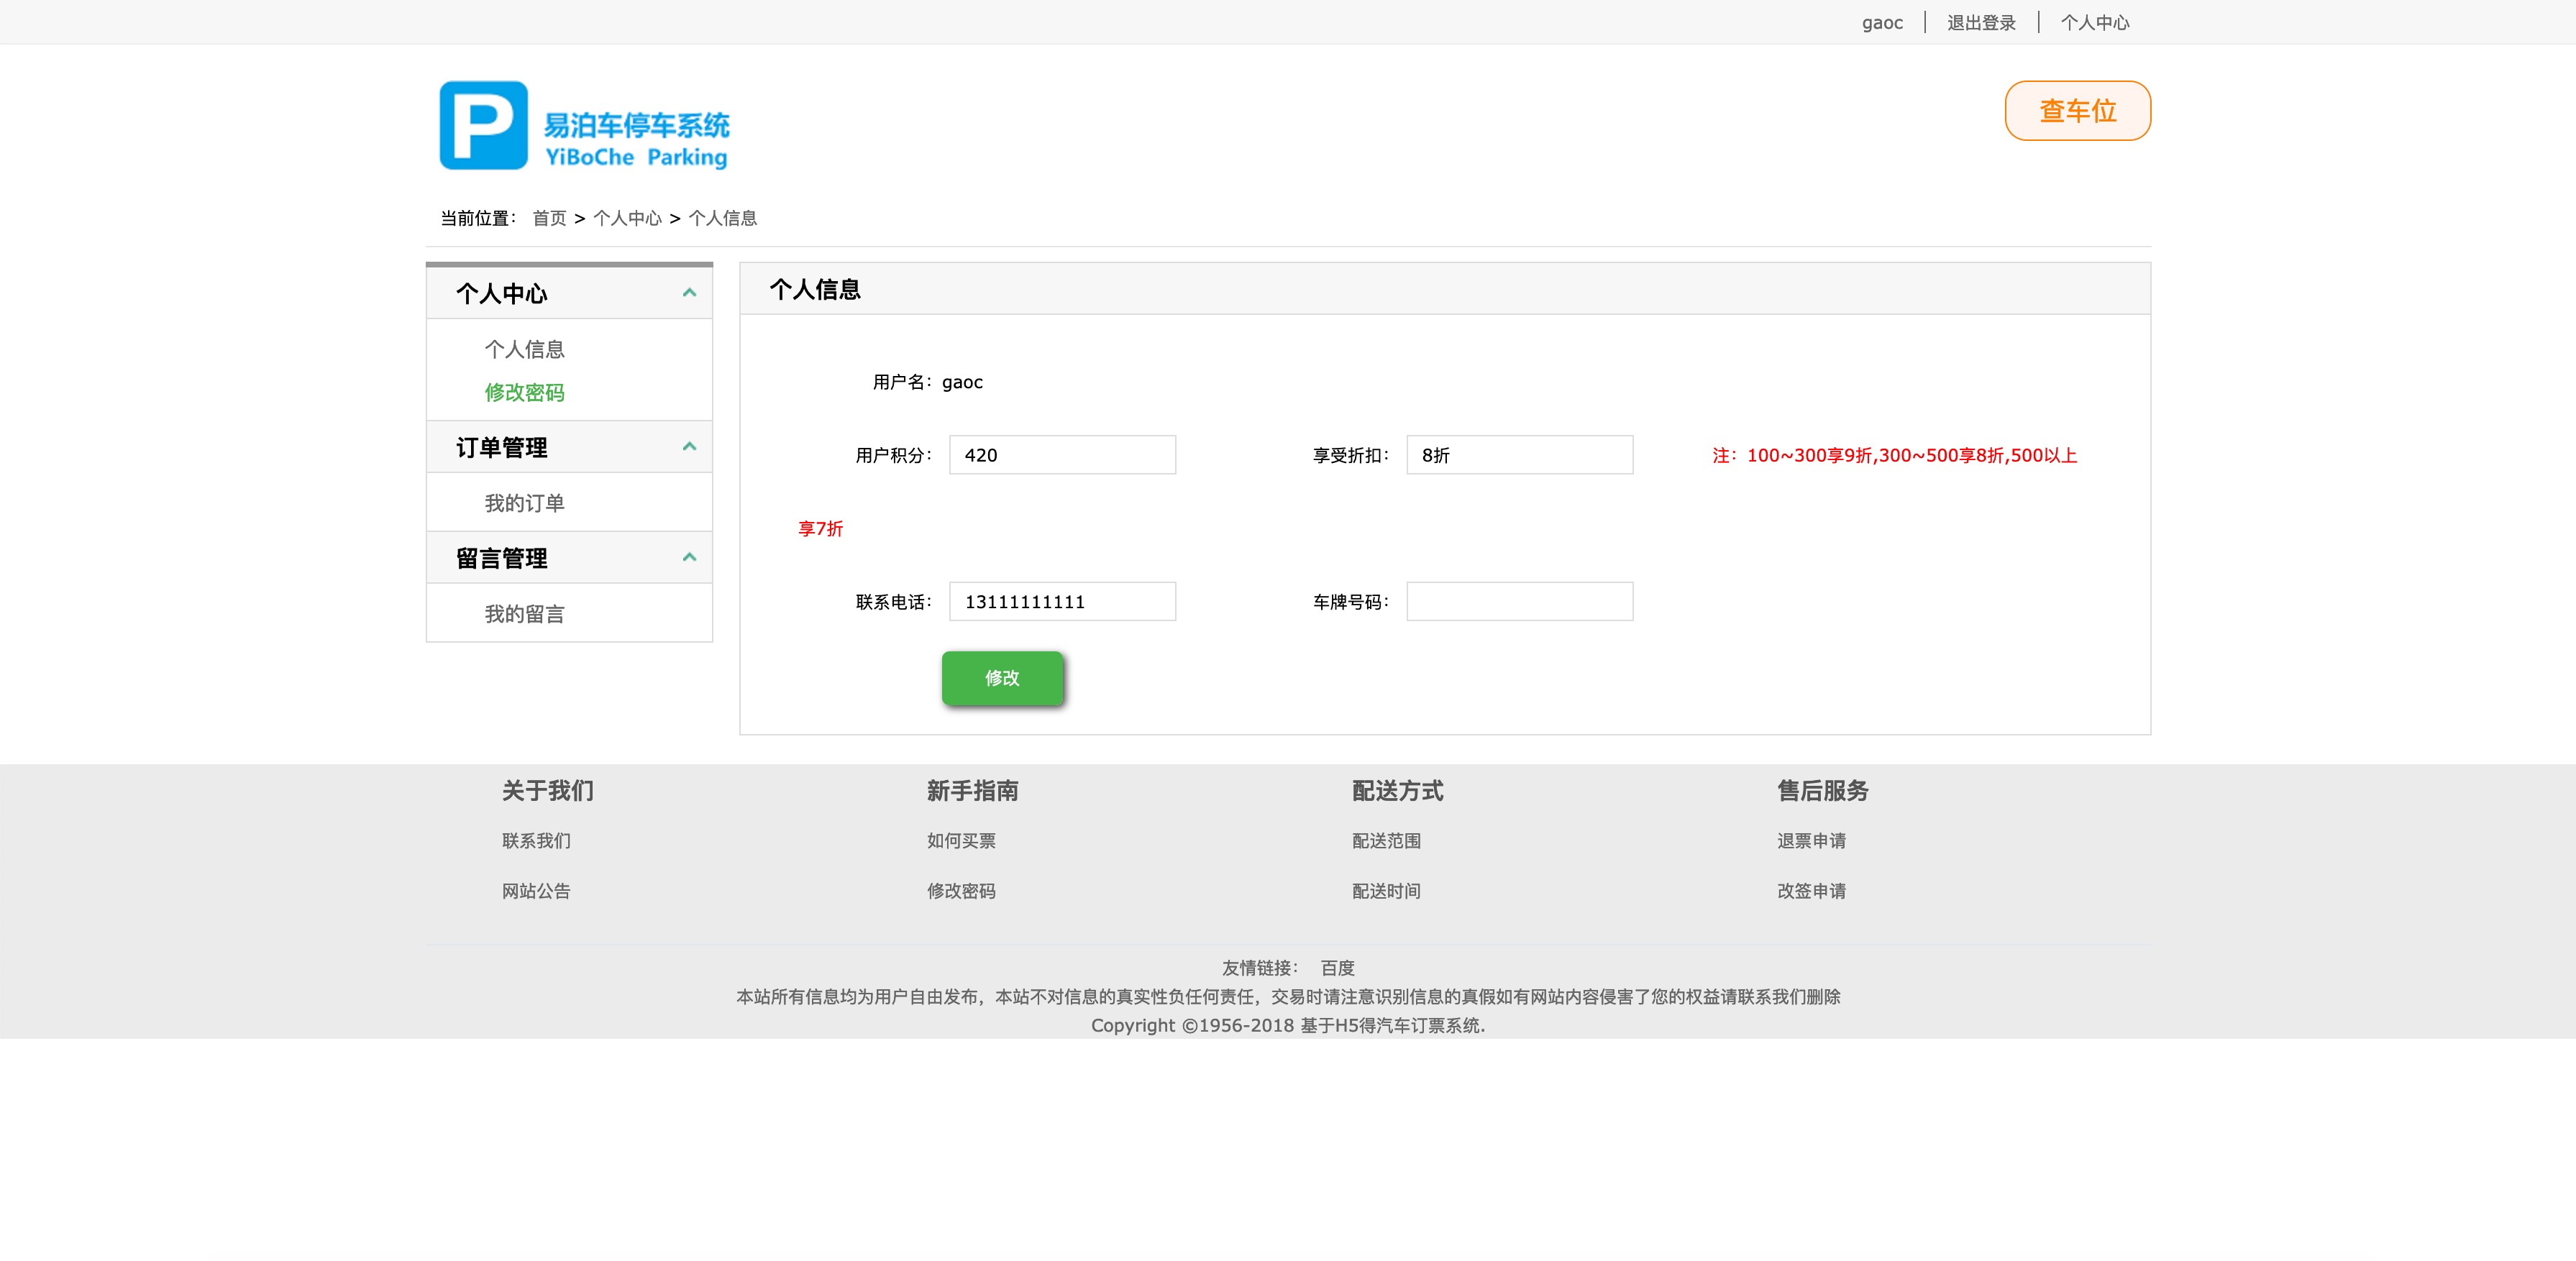 gaoc | 退出登录 | 个人中心
P
易泊车停车系统
YiBoChe Parking
查车位
当前位置： 首页 > 个人中心 > 个人信息
个人中心
个人信息
修改密码
订单管理
我的订单
留言管理
我的留言
个人信息
用户名：gaoc
用户积分： 420 享受折扣： 8折 注：100~300享9折,300~500享8折,500以上
享7折
联系电话： 13111111111 车牌号码：
修改
关于我们 新手指南 配送方式 售后服务
联系我们 如何买票 配送范围 退票申请
网站公告 修改密码 配送时间 改签申请
友情链接： 百度
本站所有信息均为用户自由发布，本站不对信息的真实性负任何责任，交易时请注意识别信息的真假如有网站内容侵害了您的权益请联系我们删除
Copyright ©1956-2018 基于H5得汽车订票系统.